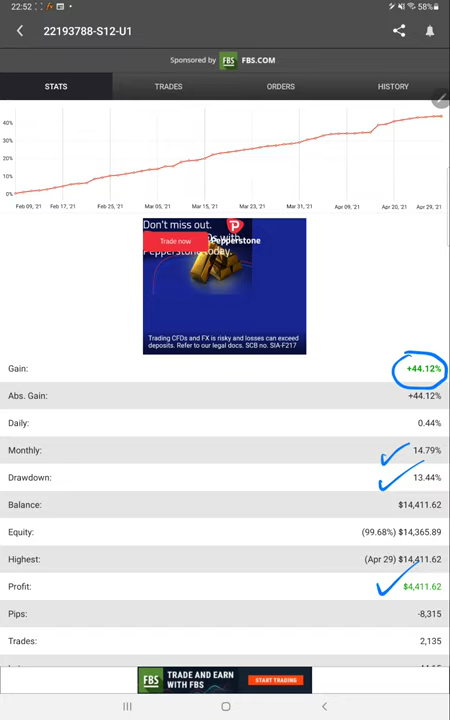 22:52
58%
22193788-S12-U1
Sponsored by FBS FBS.COM
STATS TRADES ORDERS HISTORY
40%
30%
20%
10%
0%
Feb 09, '21 Feb 17, '21 Feb 25, '21 Mar 05, '21 Mar 15, '21 Mar 23, '21 Mar 31, '21 Apr 09, '21 Apr 20, '21 Apr 29, '21
Don't miss out.
Trade now
Pepperstone
today.
Trading CFDs and FX is risky and losses can exceed
deposits. Refer to our legal docs. SCB no. SIA-F217
Gain: +44.12%
Abs. Gain: +44.12%
Daily: 0.44%
Monthly: 14.79%
Drawdown: 13.44%
Balance: $14,411.62
Equity: (99.68%) $14,365.89
Highest: (Apr 29) $14,411.62
Profit: $4,411.62
Pips: -8,315
Trades: 2,135
FBS TRADE AND EARN
WITH FBS
START TRADING